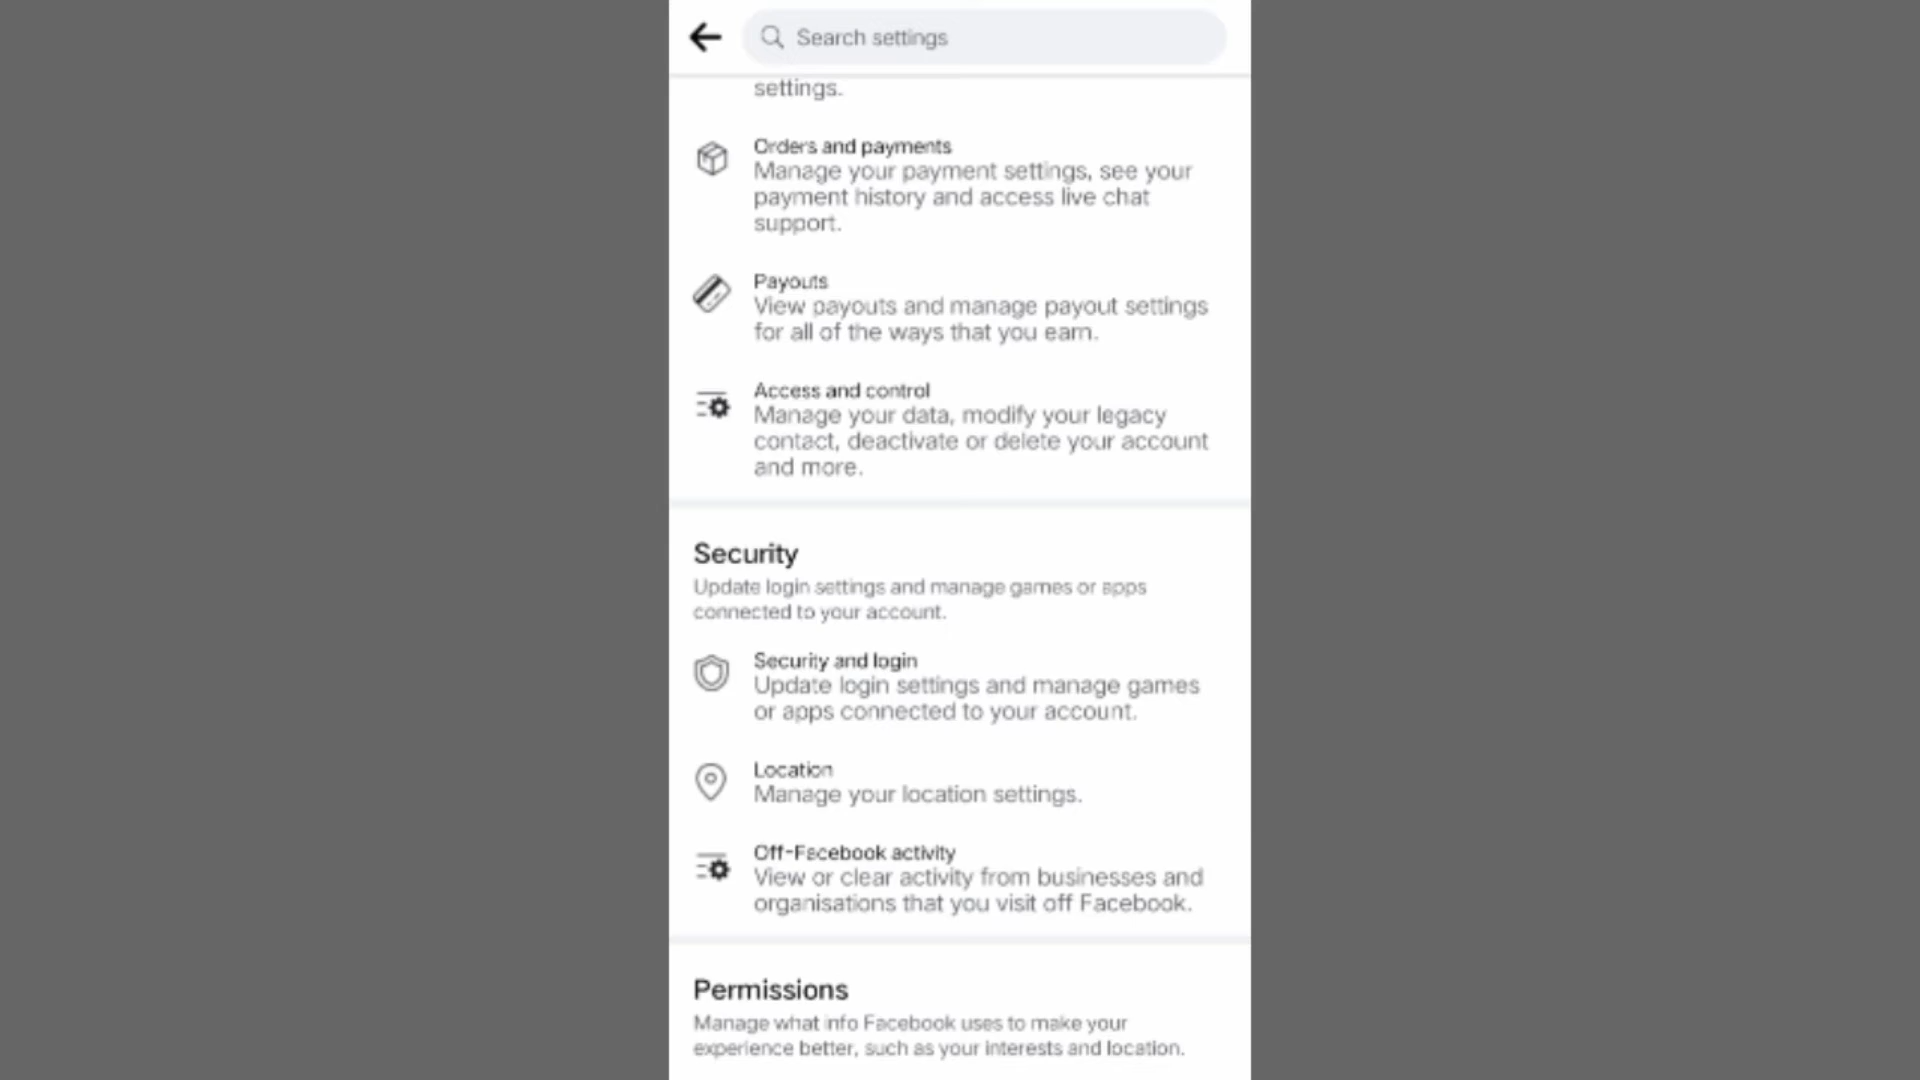 Search settings
settings.
Orders and payments
Manage your payment settings, see your
payment history and access live chat
support.
Payouts
View payouts and manage payout settings
for all of the ways that you earn.
Access and control
Manage your data, modify your legacy
contact, deactivate or delete your account
and more.
Security
Update login settings and manage games or apps
connected to your account.
Security and login
Update login settings and manage games
or apps connected to your account.
Location
Manage your location settings.
Off-Facebook activity
View or clear activity from businesses and
organisations that you visit off Facebook.
Permissions
Manage what info Facebook uses to make your
experience better, such as your interests and location.